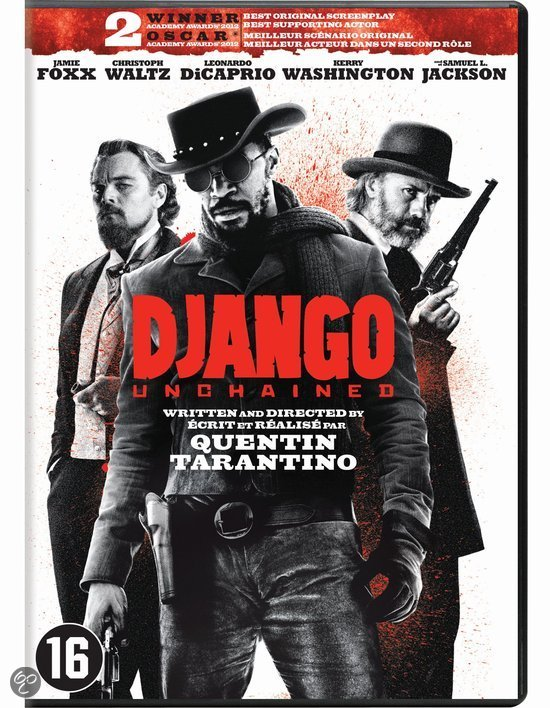 2 WINNER OSCAR®
ACADEMY AWARDS® 2012
ACADEMY AWARDS® 2012
BEST ORIGINAL SCREENPLAY
BEST SUPPORTING ACTOR
MEILLEUR SCÉNARIO ORIGINAL
MEILLEUR ACTEUR DANS UN SECOND RÔLE
JAMIE FOXX
CHRISTOPH WALTZ
LEONARDO DiCAPRIO
KERRY WASHINGTON
AND SAMUEL L. JACKSON
DJANGO
UNCHAINED
WRITTEN AND DIRECTED BY
ÉCRIT ET RÉALISÉ PAR
QUENTIN
TARANTINO
16